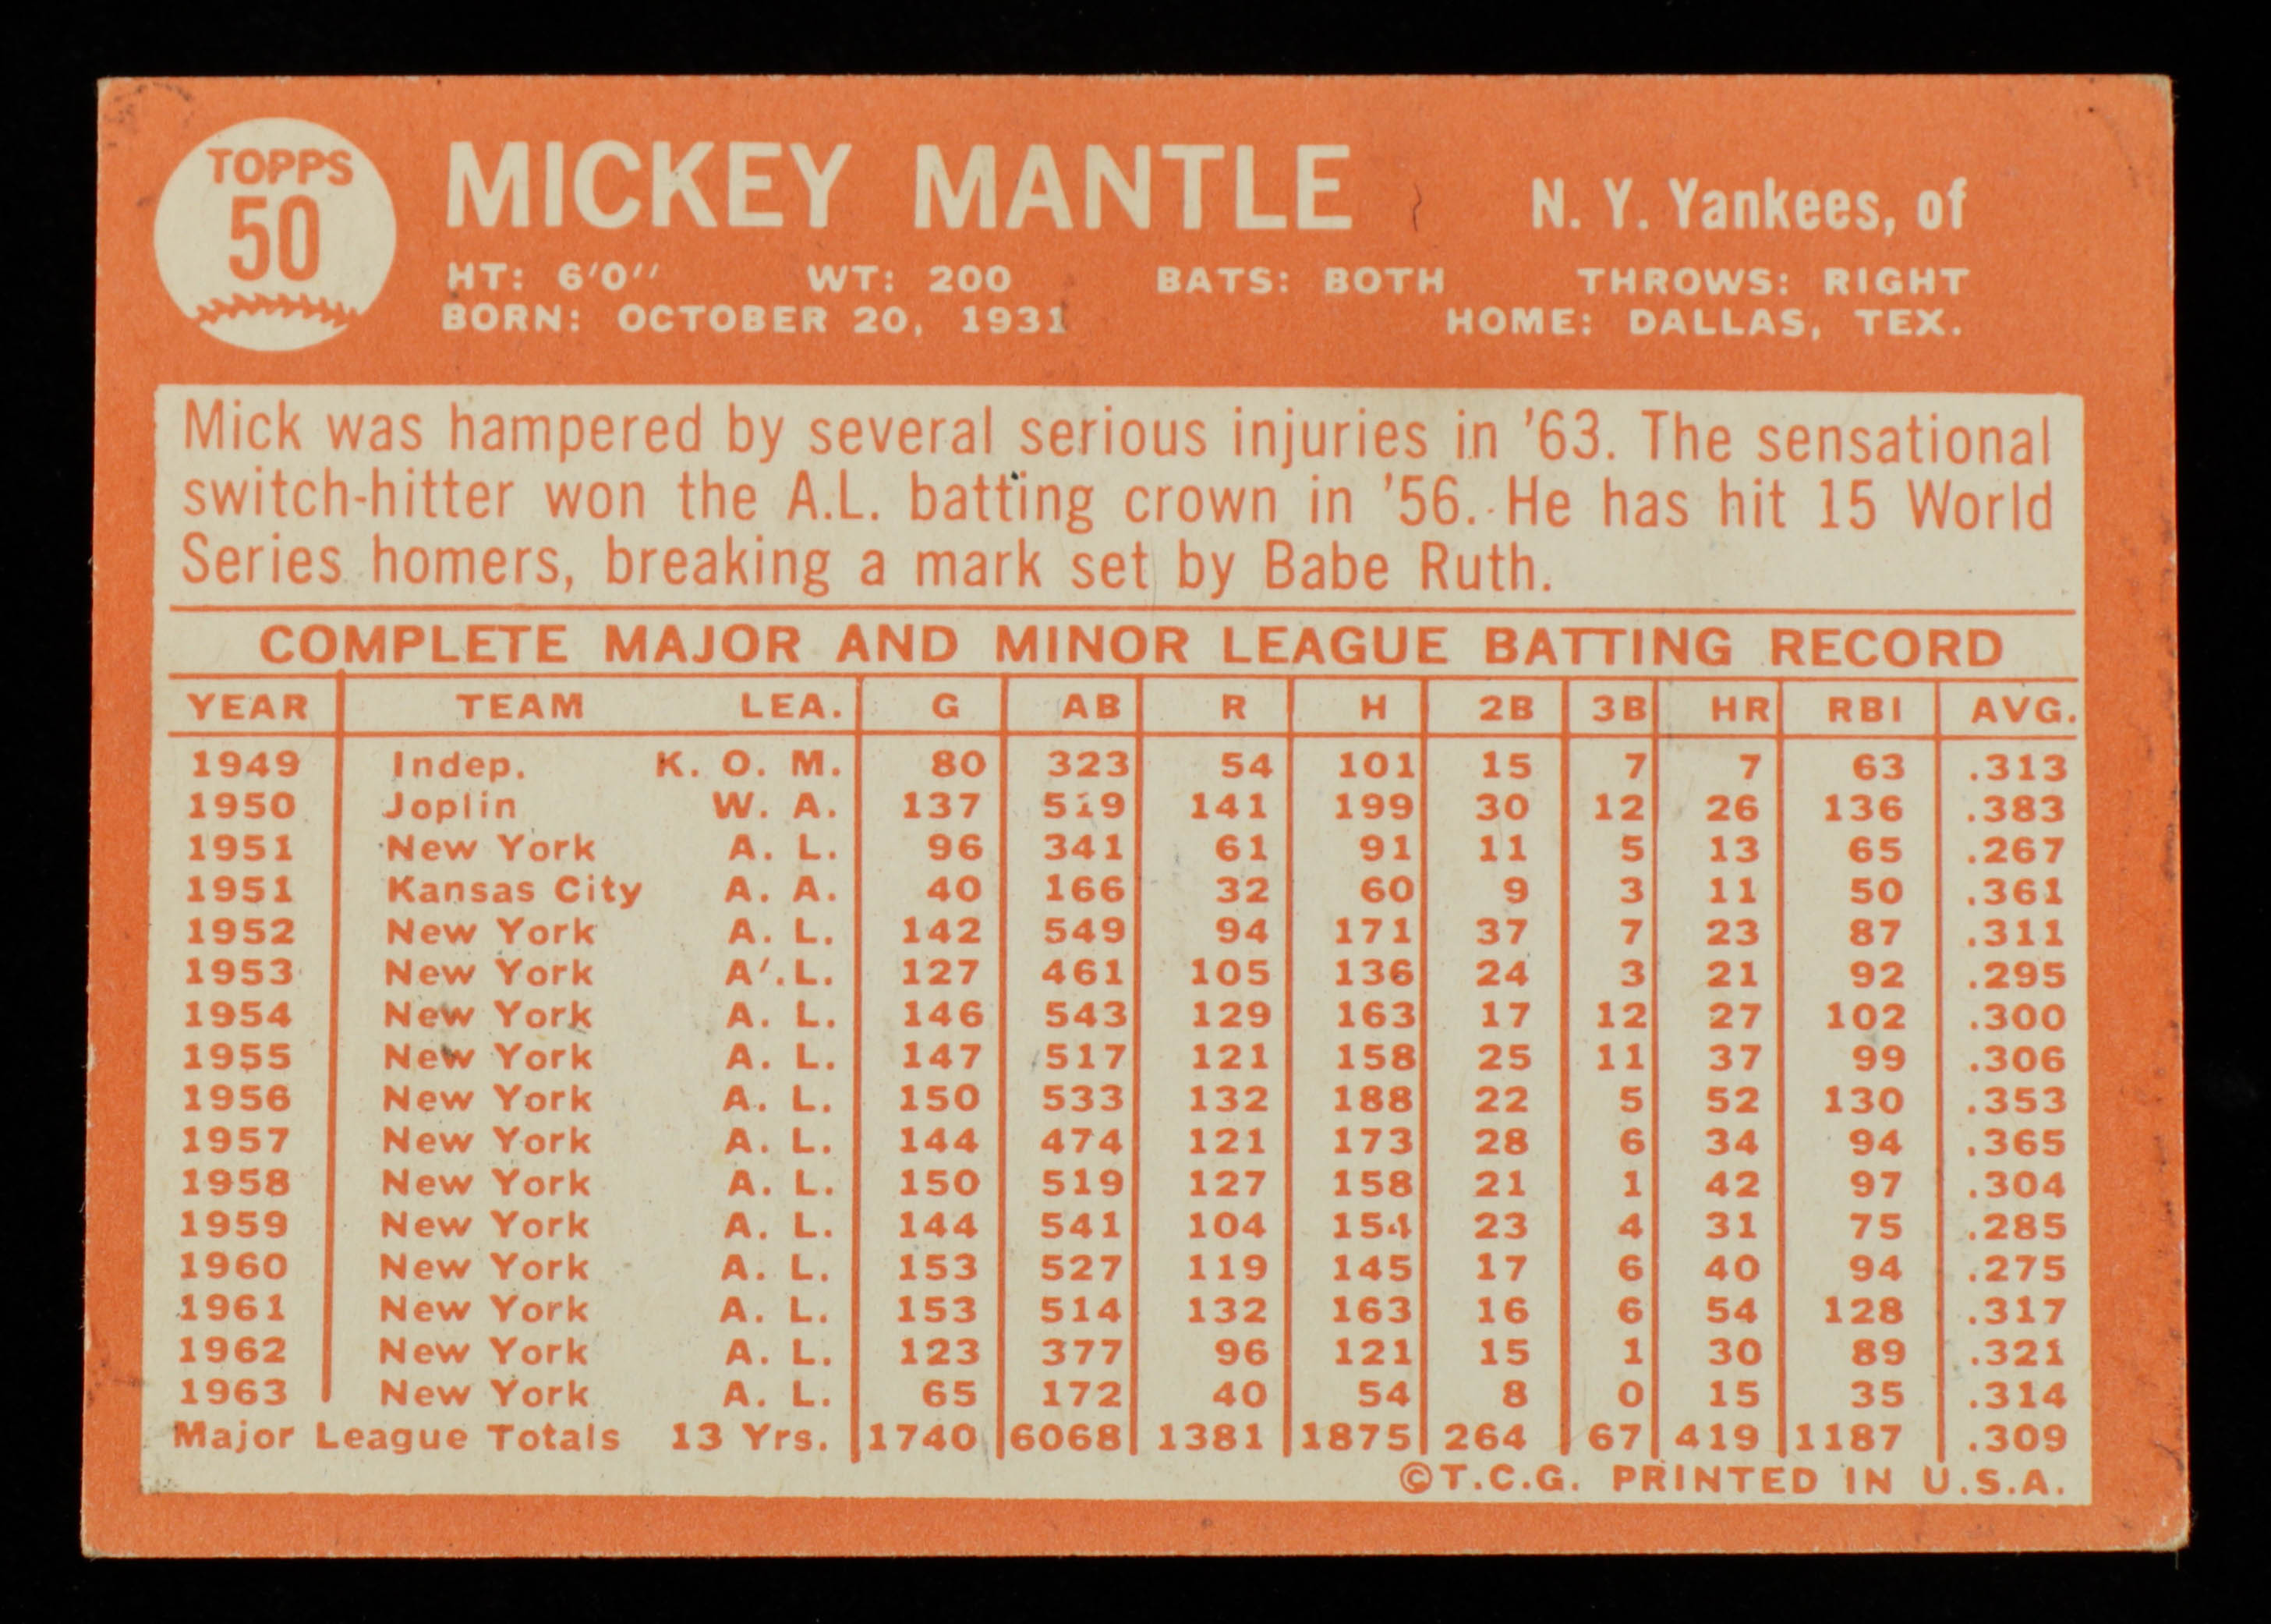 TOPPS
50
MICKEY MANTLE N. Y. Yankees, of
HT: 6'0'' WT: 200 BATS: BOTH THROWS: RIGHT
BORN: OCTOBER 20, 1931 HOME: DALLAS, TEX.
Mick was hampered by several serious injuries in '63. The sensational
switch-hitter won the A.L. batting crown in '56. He has hit 15 World
Series homers, breaking a mark set by Babe Ruth.
COMPLETE MAJOR AND MINOR LEAGUE BATTING RECORD
YEAR TEAM LEA. G AB R H 2B 3B HR RBI AVG.
1949 Indep. K. O. M. 80 323 54 101 15 7 7 63 .313
1950 Joplin W. A. 137 519 141 199 30 12 26 136 .383
1951 New York A. L. 96 341 61 91 11 5 13 65 .267
1951 Kansas City A. A. 40 166 32 60 9 3 11 50 .361
1952 New York A. L. 142 549 94 171 37 7 23 87 .311
1953 New York A. L. 127 461 105 136 24 3 21 92 .295
1954 New York A. L. 146 543 129 163 17 12 27 102 .300
1955 New York A. L. 147 517 121 158 25 11 37 99 .306
1956 New York A. L. 150 533 132 188 22 5 52 130 .353
1957 New York A. L. 144 474 121 173 28 6 34 94 .365
1958 New York A. L. 150 519 127 158 21 1 42 97 .304
1959 New York A. L. 144 541 104 154 23 4 31 75 .285
1960 New York A. L. 153 527 119 145 17 6 40 94 .275
1961 New York A. L. 153 514 132 163 16 6 54 128 .317
1962 New York A. L. 123 377 96 121 15 1 30 89 .321
1963 New York A. L. 65 172 40 54 8 0 15 35 .314
Major League Totals 13 Yrs. 1740 6068 1381 1875 264 67 419 1187 .309
©T.C.G. PRINTED IN U.S.A.